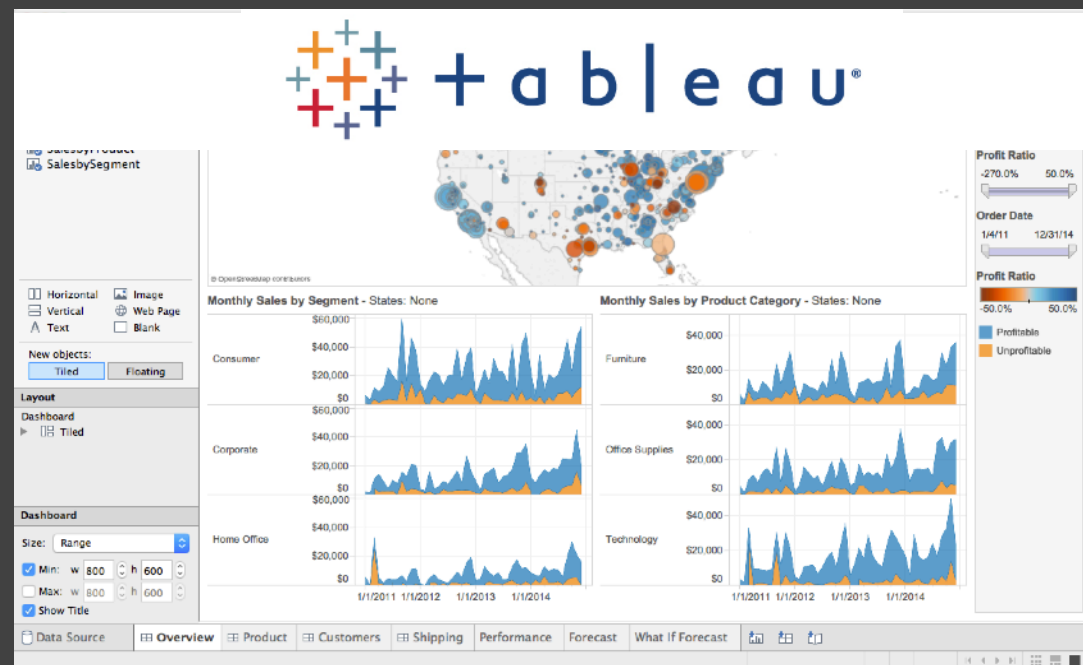 +ableau®
SalesbyProduct
SalesbySegment
Horizontal Image
Vertical Web Page
A Text Blank
New objects:
Tiled Floating
Layout
Dashboard
Tiled
Dashboard
Size: Range
Min: w 800 h 600
Max: w 800 h 600
Show Title
© OpenStreetMap contributors
Monthly Sales by Segment - States: None
Consumer
$60,000
$40,000
$20,000
$0
Corporate
$60,000
$40,000
$20,000
$0
Home Office
$60,000
$40,000
$20,000
$0
1/1/2011 1/1/2012 1/1/2013 1/1/2014
Monthly Sales by Product Category - States: None
Furniture
$40,000
$20,000
$0
Office Supplies
$40,000
$20,000
$0
Technology
$40,000
$20,000
$0
1/1/2011 1/1/2012 1/1/2013 1/1/2014
Profit Ratio
-270.0% 50.0%
Order Date
1/4/11 12/31/14
Profit Ratio
-50.0% 50.0%
Profitable
Unprofitable
Data Source Overview Product Customers Shipping Performance Forecast What If Forecast